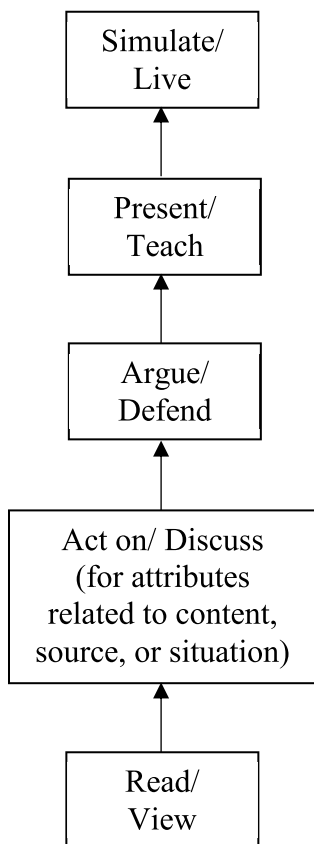 Simulate/
Live
Present/
Teach
Argue/
Defend
Act on/ Discuss
(for attributes
related to content,
source, or situation)
Read/
View